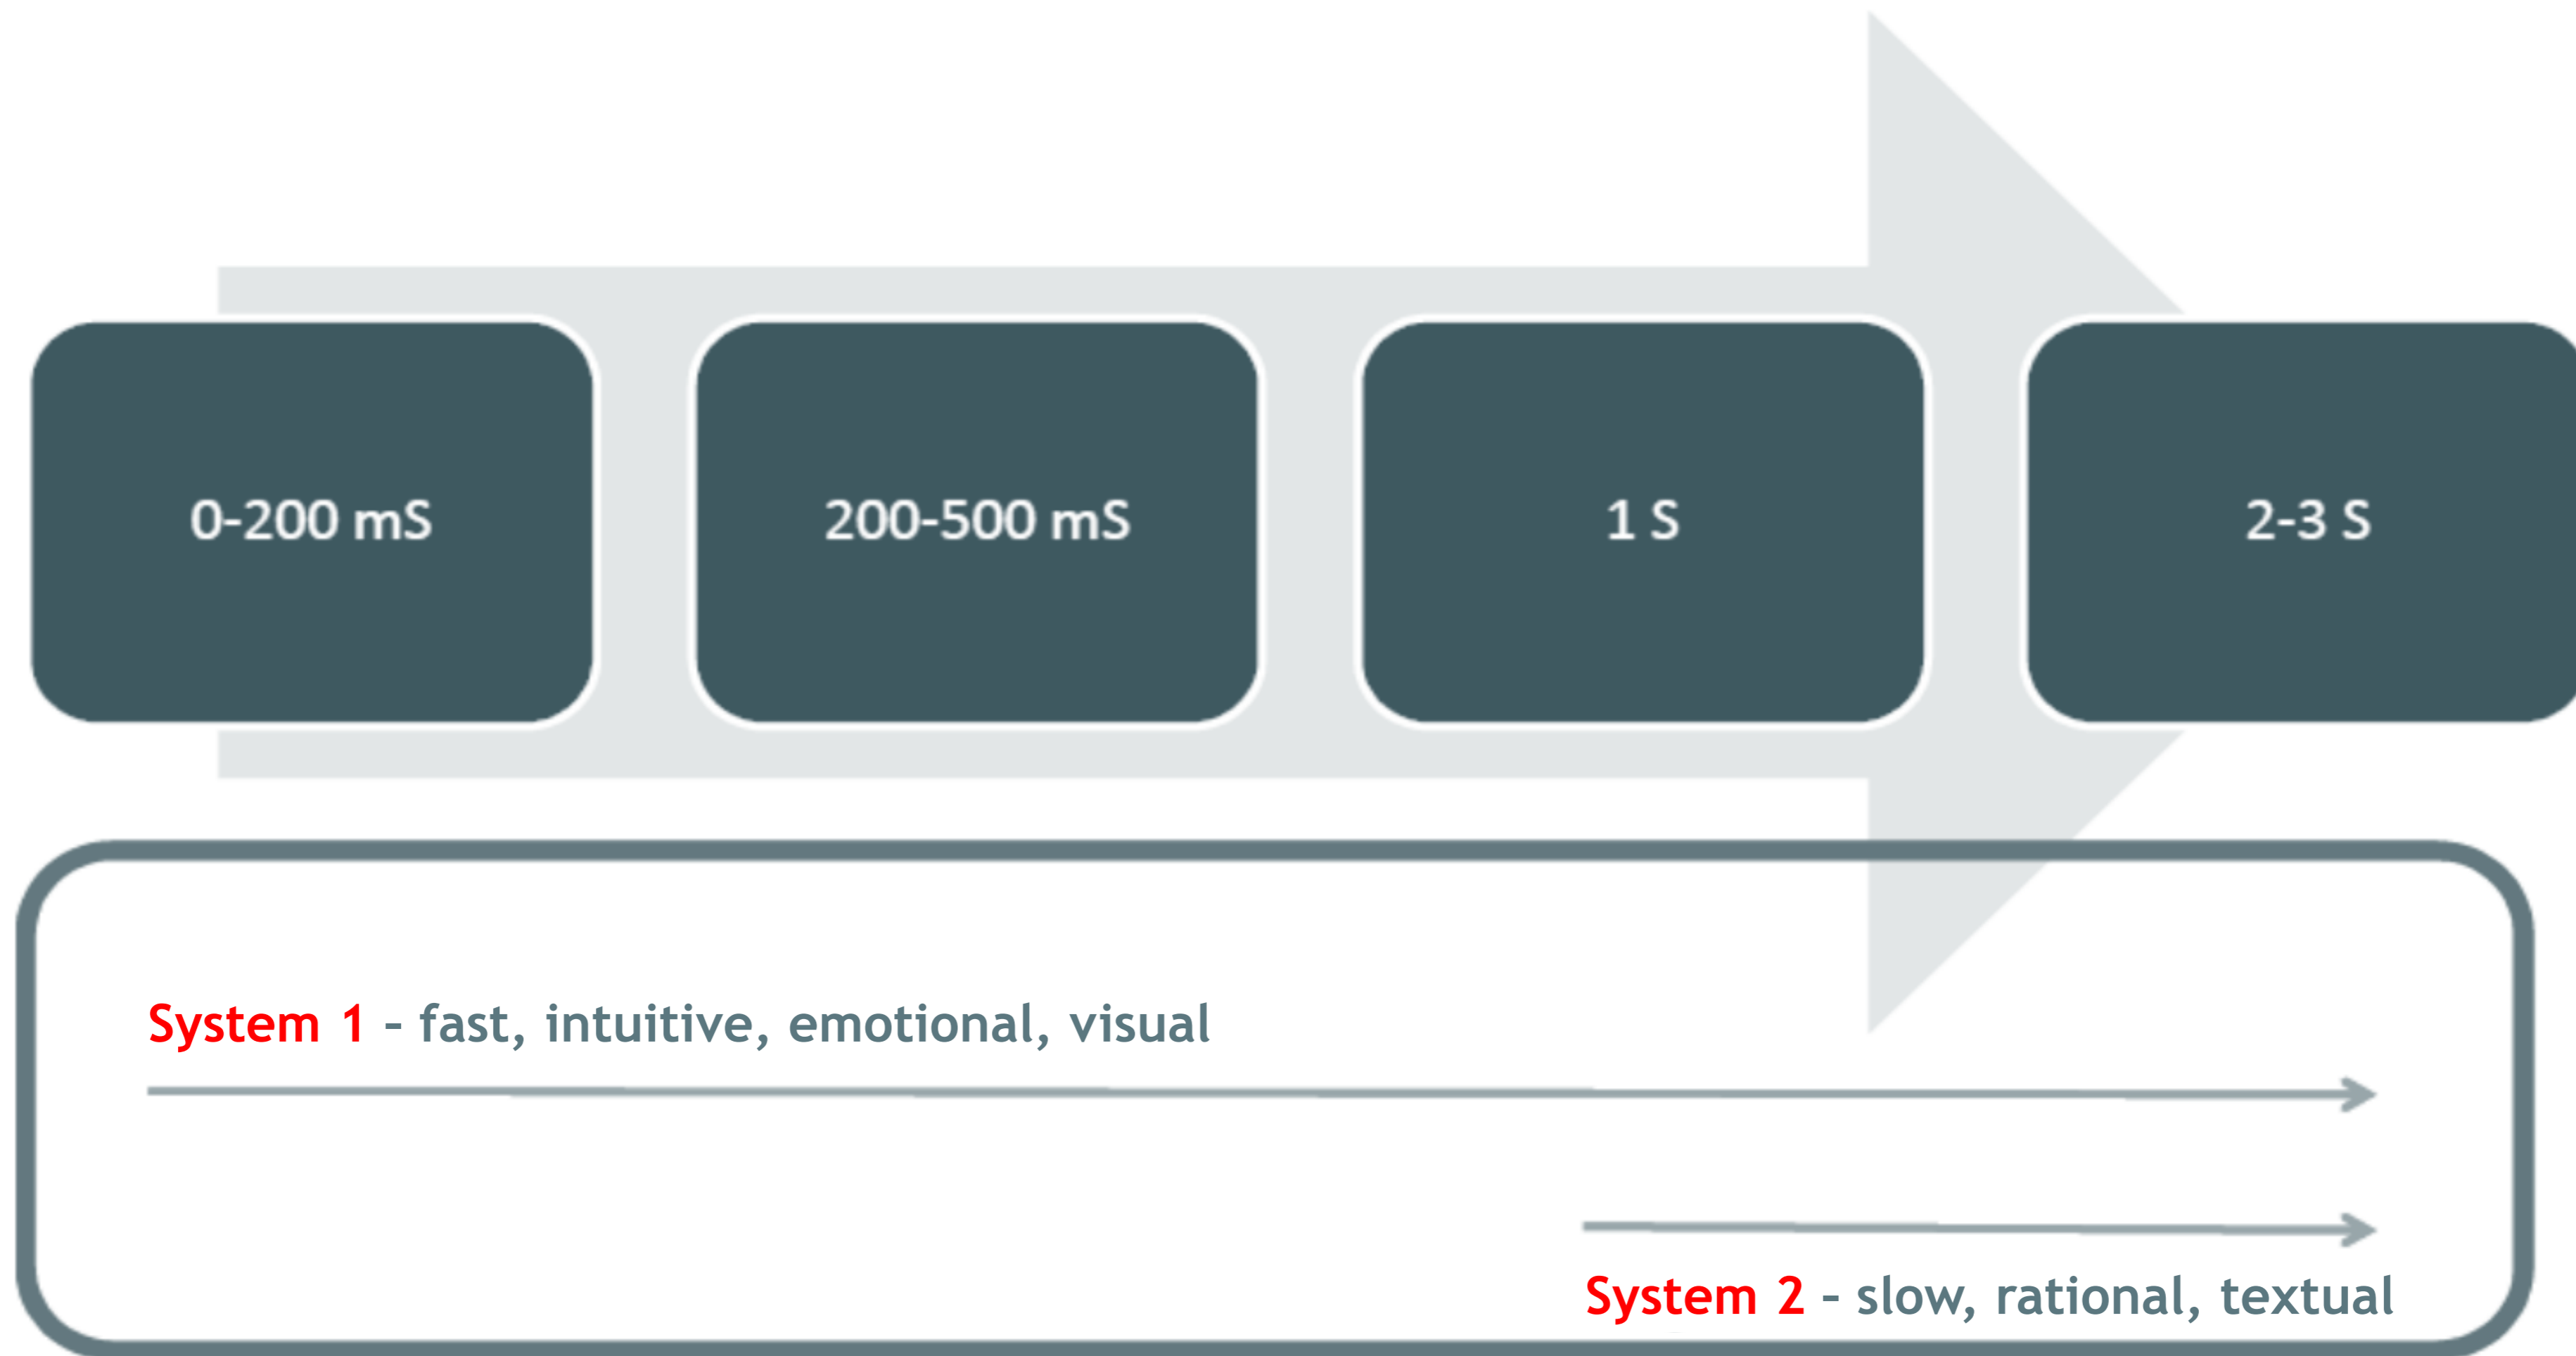 0-200 mS
200-500 mS
1 S
2-3 S
System 1 – fast, intuitive, emotional, visual
System 2 – slow, rational, textual